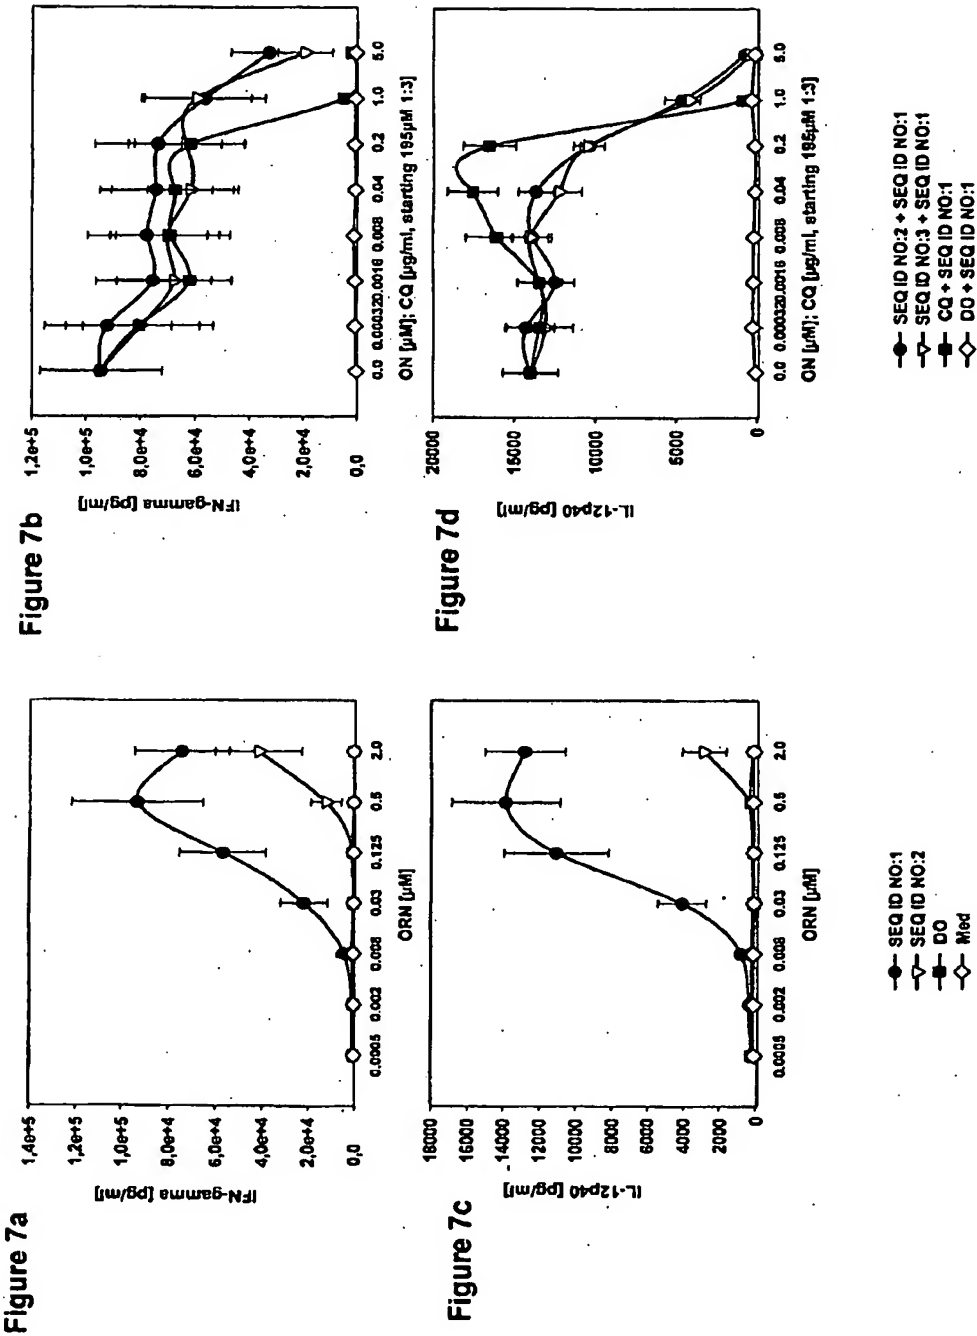 Figure 7a
IFN-gamma [pg/ml]
1,4e+5
1,2e+5
1,0e+5
8,0e+4
6,0e+4
4,0e+4
2,0e+4
0,0
0.0005 0.002 0.008 0.03 0.125 0.5 2.0
ORN [µM]
Figure 7b
IFN-gamma [pg/ml]
1,2e+5
1,0e+5
8,0e+4
6,0e+4
4,0e+4
2,0e+4
0,0
0.0 0.00032 0.0016 0.008 0.04 0.2 1.0 5.0
ON [µM]; CQ [µg/ml, starting 195µM 1:3]
Figure 7c
IL-12p40 [pg/ml]
18000
16000
14000
12000
10000
8000
6000
4000
2000
0
0.0005 0.002 0.008 0.03 0.125 0.5 2.0
ORN [µM]
SEQ ID NO:1
SEQ ID NO:2
DO
Med
Figure 7d
IL-12p40 [pg/ml]
20000
15000
10000
5000
0
0.0 0.00032 0.0016 0.008 0.04 0.2 1.0 5.0
ON [µM]; CQ [µg/ml, starting 195µM 1:3]
SEQ ID NO:2 + SEQ ID NO:1
SEQ ID NO:3 + SEQ ID NO:1
CQ + SEQ ID NO:1
DO + SEQ ID NO:1